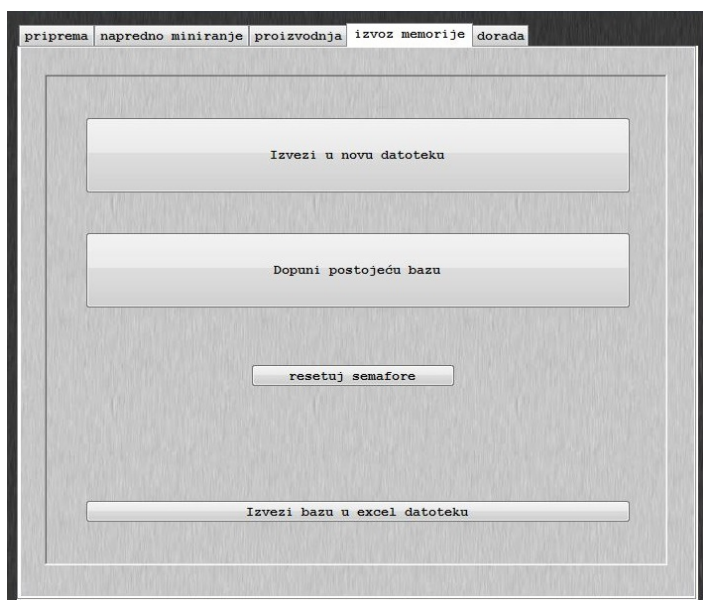 priprema napredno miniranje proizvodnja izvoz memorije dorada
Izvezi u novu datoteku
Dopuni postojeću bazu
resetuj semafore
Izvezi bazu u excel datoteku